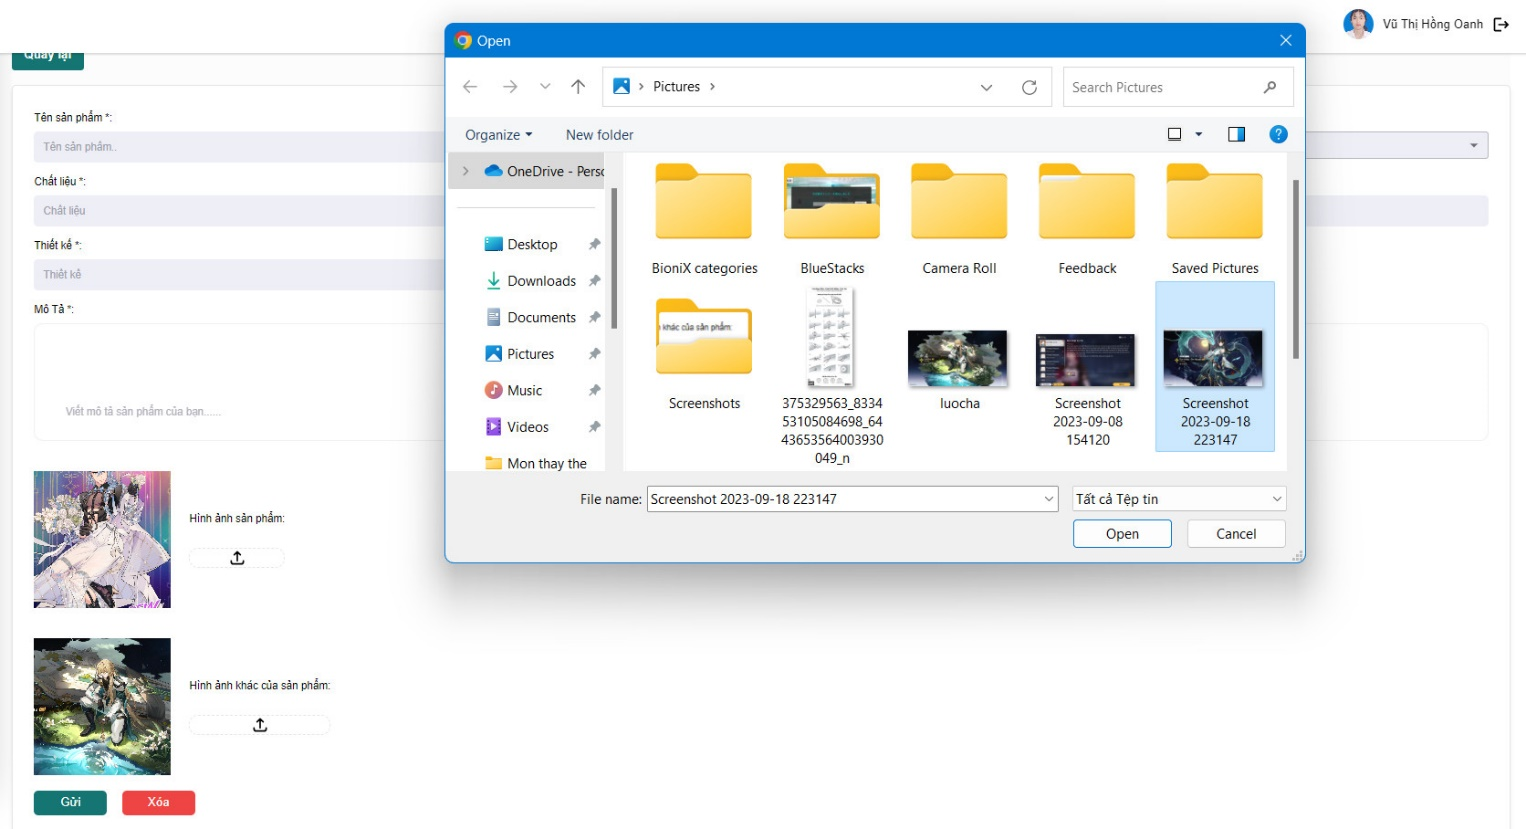 Open
Vũ Thị Hồng Oanh
Quay lại
Pictures
Search Pictures
Organize
New folder
Tên sản phẩm *:
Tên sản phẩm..
Chất liệu *:
Chất liệu
Thiết kế *:
Thiết kế
Mô Tả *:
Viết mô tả sản phẩm của bạn......
Hình ảnh sản phẩm:
Hình ảnh khác của sản phẩm:
Gửi
Xóa
OneDrive - Perso
Desktop
Downloads
Documents
Pictures
Music
Videos
Mon thay the
BioniX categories
BlueStacks
Camera Roll
Feedback
Saved Pictures
khác của sản phẩm:
Screenshots
375329563_8334
53105084698_64
43653564003930
049_n
luocha
Screenshot
2023-09-08
154120
Screenshot
2023-09-18
223147
File name:
Screenshot 2023-09-18 223147
Tất cả Tệp tin
Open
Cancel